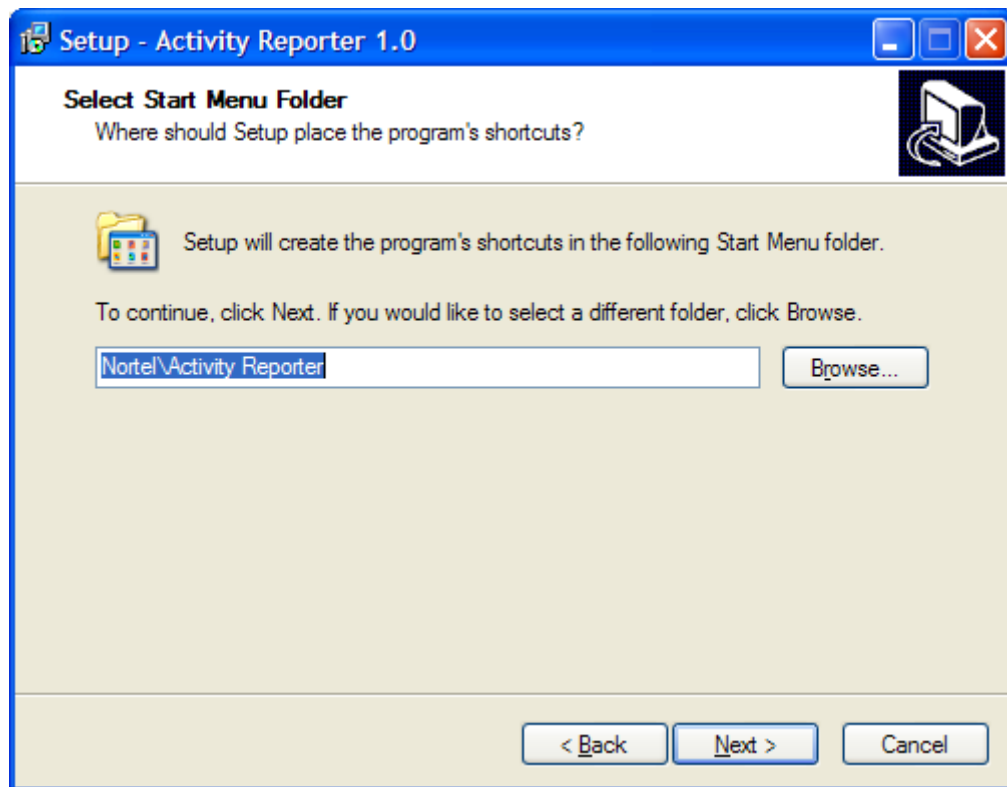 Setup - Activity Reporter 1.0
Select Start Menu Folder
Where should Setup place the program's shortcuts?
Setup will create the program's shortcuts in the following Start Menu folder.
To continue, click Next. If you would like to select a different folder, click Browse.
Nortel\Activity Reporter
Browse...
< Back
Next >
Cancel